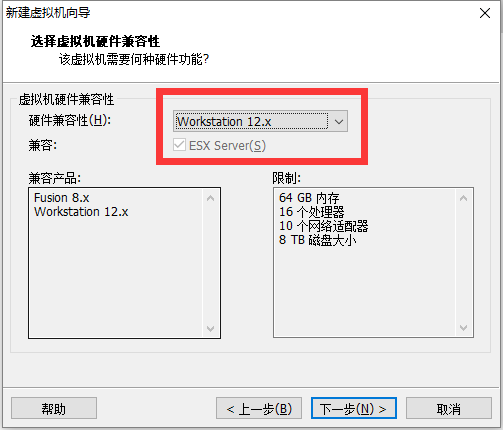 新建虚拟机向导
选择虚拟机硬件兼容性
该虚拟机需要何种硬件功能?
虚拟机硬件兼容性
硬件兼容性(H):
Workstation 12.x
兼容:
ESX Server(S)
兼容产品:
限制:
Fusion 8.x
Workstation 12.x
64 GB 内存
16 个处理器
10 个网络适配器
8 TB 磁盘大小
帮助
< 上一步(B)
下一步(N) >
取消